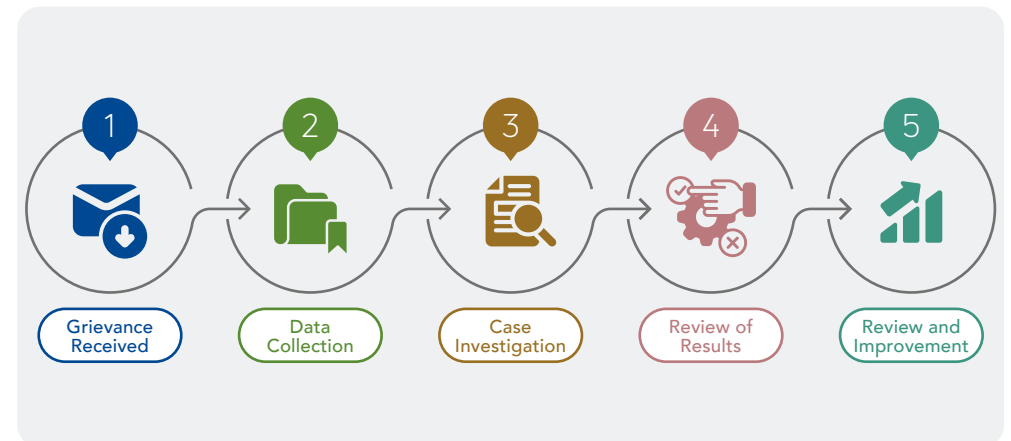 1
2
3
4
5
Grievance
Received
Data
Collection
Case
Investigation
Review of
Results
Review and
Improvement